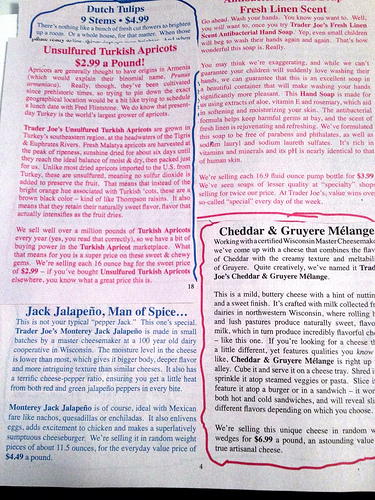 Dutch Tulips
9 Stems • $4.99
There's nothing like a bunch of fresh cut flowers to brighten
up a room. Or a whole house, for that matter. When those
Unsulfured Turkish Apricots
$2.99 a Pound!
Apricots are generally thought to have origins in Armenia
(which would explain their binomial name, Prunus
armeniaca). Really, though, they've been cultivated
since prehistoric times, so trying to pin down the exact
geographical location would be a bit like trying to schedule
a lunch date with Fred Flintstone. We do know that present-
day Turkey is the world's largest grower of apricots.
Trader Joe's Unsulfured Turkish Apricots are grown in
Turkey's southeastern region, at the headwaters of the Tigris
& Euphrates Rivers. Fresh Malatya apricots are harvested at
the peak of ripeness, sunshine dried for about six days until
they reach the ideal balance of moist & dry, then packed just
for us. Unlike most dried apricots imported to the U.S. from
Turkey, these are unsulfured, meaning no sulfur dioxide is
added to preserve the fruit. That means that instead of the
bright orange hue associated with Turkish 'cots, these are a
brown black color – kind of like Thompson raisins. It also
means that they retain their naturally sweet flavor, flavor that
actually intensifies as the fruit dries.
We sell well over a million pounds of Turkish Apricots
every year (yes, you read that correctly), so we have a bit of
buying power in the Turkish Apricot marketplace. What
that means for you is a super price on these sweet & chewy
gems. We're selling each 16 ounce bag for the sweet price
of $2.99 – if you've bought Unsulfured Turkish Apricots
elsewhere, you know what a great price this is.
18
Jack Jalapeño, Man of Spice…
This is not your typical "pepper Jack." This one's special.
Trader Joe's Monterey Jack Jalapeño is made in small
batches by a master cheesemaker at a 100 year old dairy
cooperative in Wisconsin. The moisture level in the cheese
is lower than most, which gives it bigger body, deeper flavor
and more intriguing texture than similar cheeses. It also has
a terrific cheese-pepper ratio, ensuring you get a little heat
from both red and green jalapeño peppers in every bite.
Monterey Jack Jalapeño is of course, ideal with Mexican
fare like nachos, quesadillas or enchiladas. It also enlivens
eggs, adds excitement to chicken and makes a superlatively
sumptuous cheeseburger. We're selling it in random weight
pieces of about 11.5 ounces, for the everyday value price of
$4.49 a pound.
Fresh Linen Scent
Go ahead. Wash your hands. You know you want to. Well,
you will want to, once you try Trader Joe's Fresh Linen
Scent Antibacterial Hand Soap. Yep, even small children
will beg to wash their hands again and again. That's how
wonderful this soap is. Really.
You may think we're exaggerating, and while we can't
guarantee your children will suddenly love washing their
hands, we can guarantee that this is an excellent soap in
a beautiful container that will make washing your hands
significantly more pleasant. This Hand Soap is made for
us using extracts of aloe, vitamin E and rosemary, which aid
in softening and moisturizing your skin. The antibacterial
formula helps keep harmful germs at bay, and the scent of
fresh linen is rejuvenating and refreshing. We've formulated
this soap to be free of parabens and phthalates, as well as
sodium lauryl and sodium laureth sulfates. It's rich in
vitamins and minerals and its pH is nearly identical to that
of human skin.
We're selling each 16.9 fluid ounce pump bottle for $3.99.
We've seen soaps of lesser quality at "specialty" shops
selling for twice our price. At Trader Joe's, value wins over
so-called "special" every day of the week.
Cheddar & Gruyere Mélange
Working with a certified Wisconsin Master Cheesemaker
we've come up with a cheese that combines the flav
of Cheddar with the creamy texture and meltabil
of Gruyere. Quite creatively, we've named it Trad
Joe's Cheddar & Gruyere Mélange.
This is a mild, buttery cheese with a hint of nuttin
and a sweet finish. It's crafted with milk collected fr
dairies in northwestern Wisconsin, where rolling h
and lush pastures produce naturally sweet, flavo
milk, which in turn produce incredibly flavorful che
– like this one. If you're looking for a cheese th
a little different, yet features qualities you know
like, Cheddar & Gruyere Mélange is right up
alley. Cube it and serve it on a cheese tray. Shred i
sprinkle it atop steamed veggies or pasta. Slice i
feature it atop a burger or in a sandwich – it wor
both hot and cold sandwiches, and will reveal sli
different flavors depending on which you choose.
We're selling this unique cheese in random w
wedges for $6.99 a pound, an astounding value
true artisanal cheese.
4